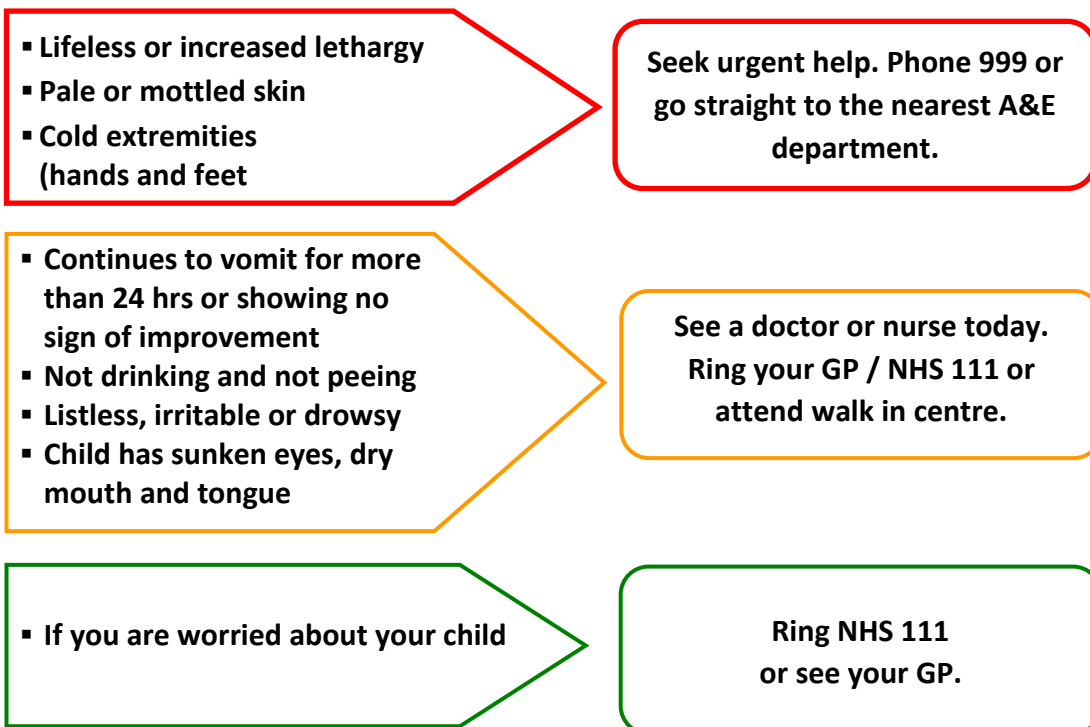 ▪ Lifeless or increased lethargy
▪ Pale or mottled skin
▪ Cold extremities
(hands and feet
Seek urgent help. Phone 999 or
go straight to the nearest A&E
department.
▪ Continues to vomit for more
than 24 hrs or showing no
sign of improvement
▪ Not drinking and not peeing
▪ Listless, irritable or drowsy
▪ Child has sunken eyes, dry
mouth and tongue
See a doctor or nurse today.
Ring your GP / NHS 111 or
attend walk in centre.
▪ If you are worried about your child
Ring NHS 111
or see your GP.